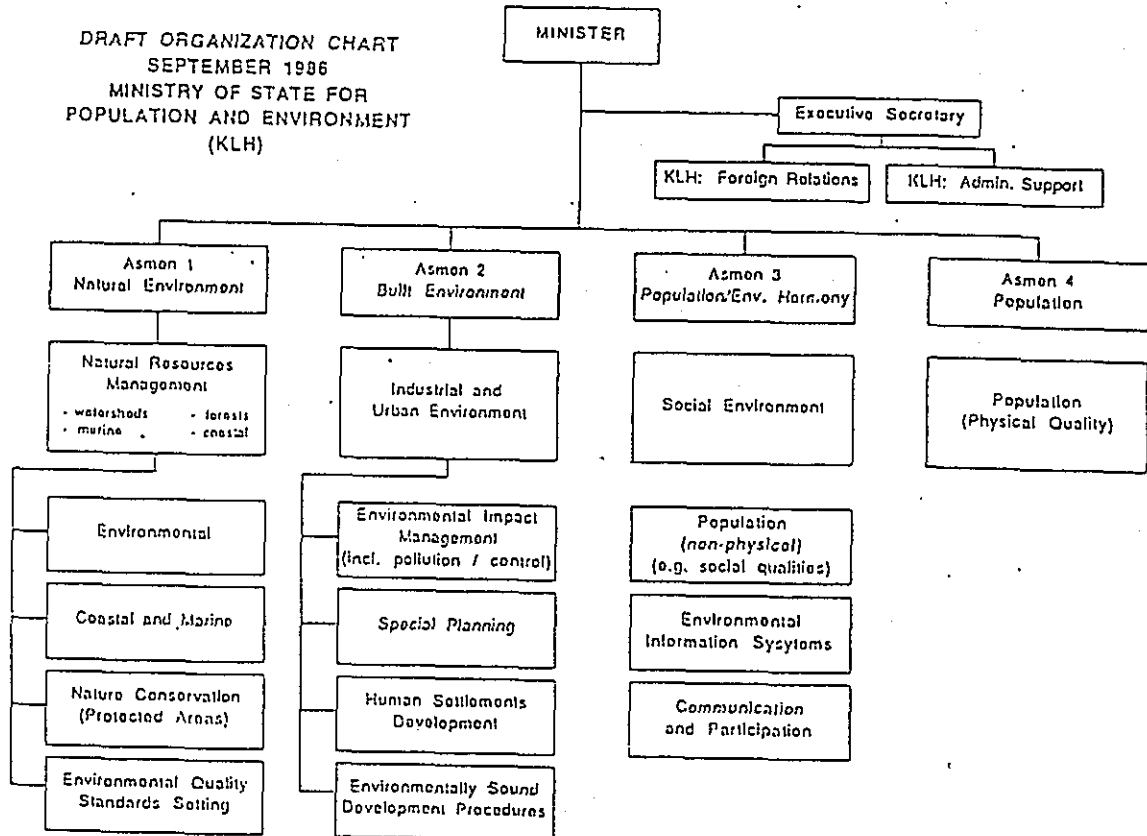 DRAFT ORGANIZATION CHART
SEPTEMBER 1986
MINISTRY OF STATE FOR
POPULATION AND ENVIRONMENT
(KLH)
MINISTER
Executive Secretary
KLH: Foreign Relations
KLH: Admin. Support
Asmen 1
Natural Environment
Asmen 2
Built Environment
Asmen 3
Population/Env. Harmony
Asmen 4
Population
Natural Resources
Management
- watersheds - forests
- marine - coastal
Industrial and
Urban Environment
Social Environment
Population
(Physical Quality)
Environmental
Environmental Impact
Management
(incl. pollution / control)
Population
(non-physical)
(e.g. social qualities)
Coastal and Marine
Special Planning
Environmental
Information Sysytoms
Nature Conservation
(Protected Areas)
Human Settlements
Development
Communication
and Participation
Environmental Quality
Standards Setting
Environmentally Sound
Development Procedures